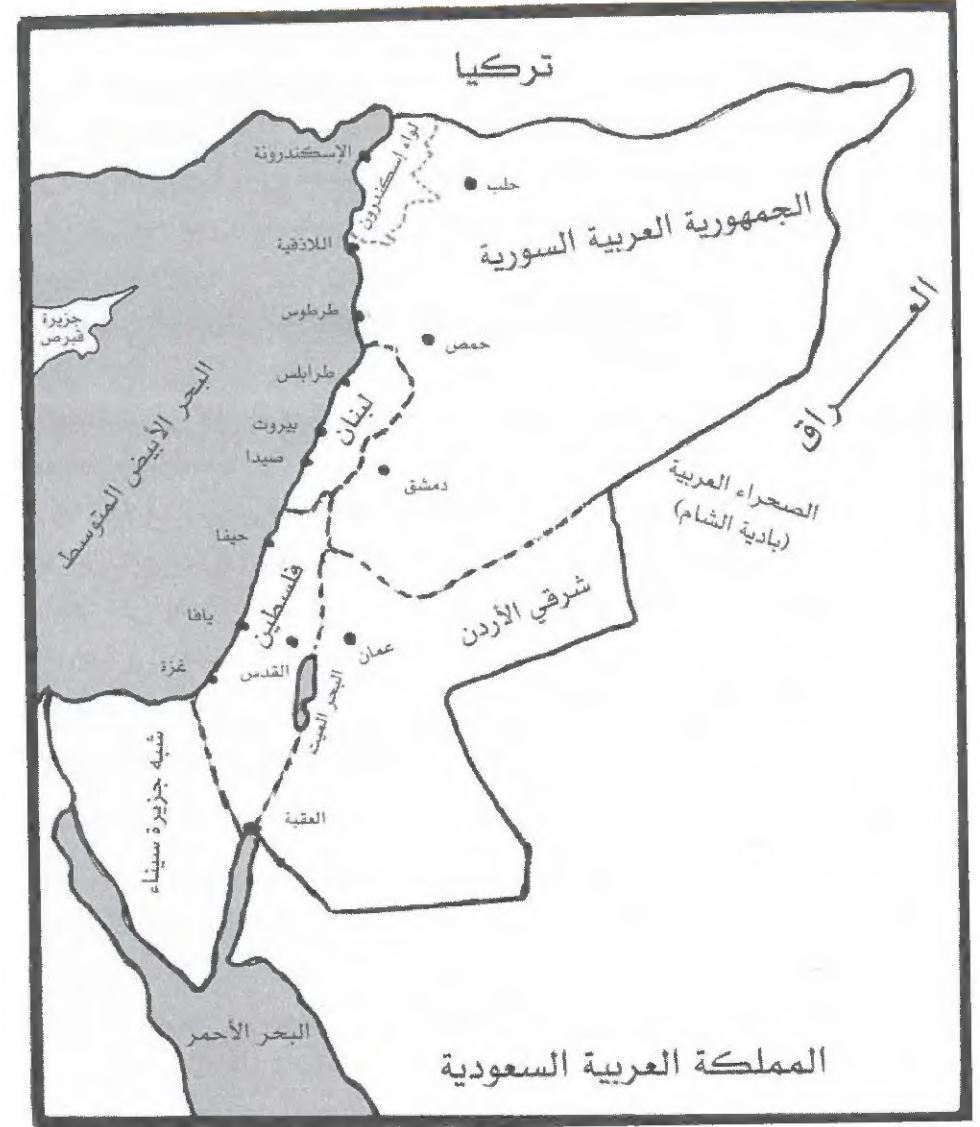 تركيا
لواء إسكندرون
الإسكندرونة
حلب
الجمهورية العربية السورية
اللاذقية
العـراق
جزيرة
قبرص
طرطوس
حمص
طرابلس
البحر الأبيض المتوسط
لبنان
بيروت
صيدا
دمشق
الصحراء العربية
(بادية الشام)
حيفا
فلسطين
شرقي الأردن
يافا
عمان
القدس
غزة
البحر الميت
شبه جزيرة سيناء
العقبة
البحر الأحمر
المملكة العربية السعودية